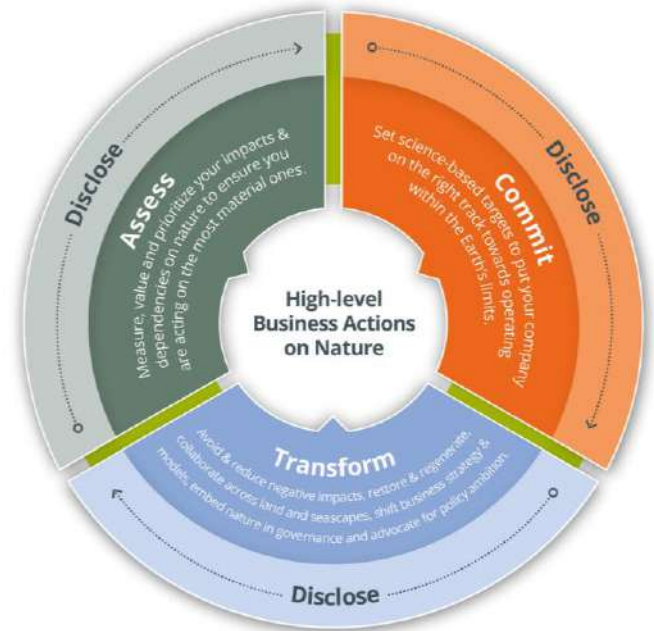 Disclose
Assess
Measure, value and prioritize your impacts &
dependencies on nature to ensure you
are acting on the most material ones.
Disclose
Commit
Set science-based targets to put your company
on the right track towards operating
within the Earth's limits.
High-level
Business Actions
on Nature
Transform
Avoid & reduce negative impacts, restore & regenerate,
collaborate across land and seascapes, shift business strategy &
models, embed nature in governance and advocate for policy ambition.
Disclose